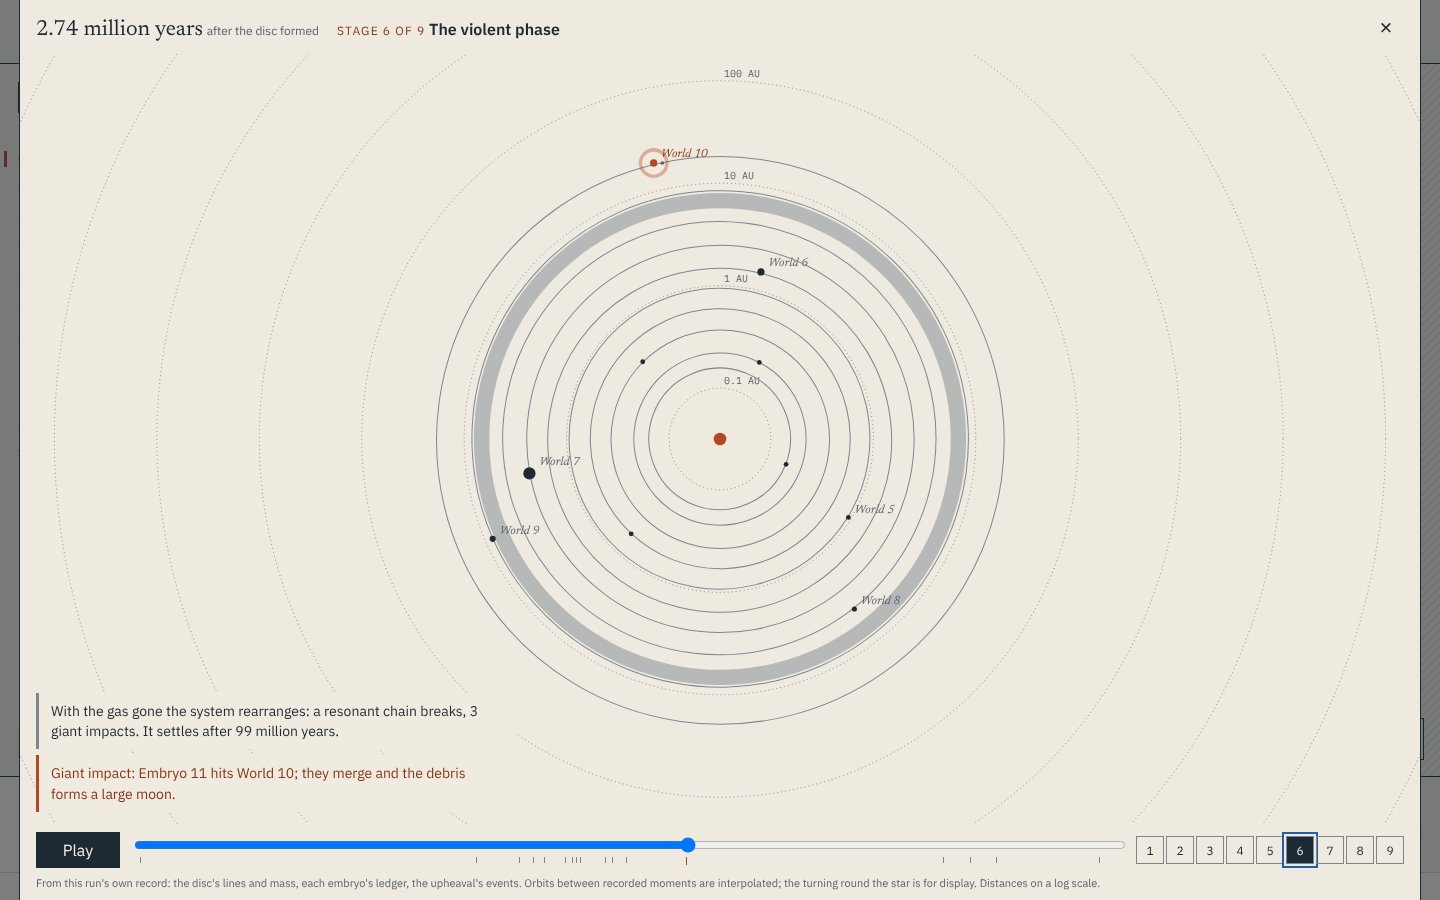 2.74 million years after the disc formed STAGE 6 OF 9 The violent phase ✕
100 AU
World 10
10 AU
World 6
1 AU
0.1 AU
World 7
World 5
World 9
World 8
With the gas gone the system rearranges: a resonant chain breaks, 3
giant impacts. It settles after 99 million years.
Giant impact: Embryo 11 hits World 10; they merge and the debris
forms a large moon.
Play 1 2 3 4 5 6 7 8 9
From this run's own record: the disc's lines and mass, each embryo's ledger, the upheaval's events. Orbits between recorded moments are interpolated; the turning round the star is for display. Distances on a log scale.